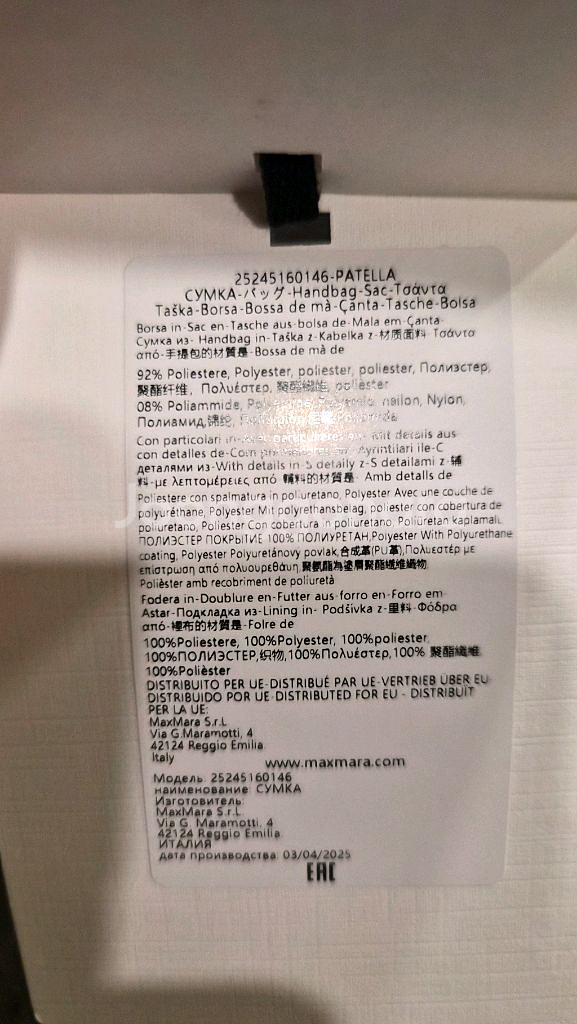 25245160146-PATELLA
СУМКА-バッグ-Handbag-Sac-Τσάντα
Taška-Borsa-Bossa de mà-Çanta-Tasche-Bolsa
Borsa in-Sac en-Tasche aus-bolsa de-Mala em-Çanta-
Сумка из- Handbag in-Taška z-Kabelka z-材质面料-Τσάντα
από-手提包的材質是-Bossa de mà de
92% Poliestere, Polyester, poliester, poliester, Полиэстер,
聚酯纤维, Πολυέστερ, 聚酯纖維, poliester
08% Poliammide, nailon, Nylon,
Полиамид,锦纶,
Con particolari in- Mit details aus
con detalles de-Com Ayrintilari ile-С
деталями из-With details in-S detaily z-S detailami z-辅
料-με λεπτομέρειες από 輔料的材質是- Amb detalls de
Poliestere con spalmatura in poliuretano, Polyester Avec une couche de
polyuréthane, Polyester Mit polyrethansbelag, poliester con cobertura de
poliuretano, Poliester Con cobertura in poliuretano, Poliüretan kaplamalı,
ПОЛИЭСТЕР ПОКРЫТИЕ 100% ПОЛИУРЕТАН,Polyester With Polyurethane
coating, Polyester Polyuretánovy povlak,合成革(PU革),Πολυεστέρ με
επίστρωση από πολυουρεθάνη,聚氨酯為塗層聚酯纖維織物
Polièster amb recobriment de poliuretà
Fodera in-Doublure en-Futter aus-forro en-Forro em-
Astar-Подкладка из-Lining in- Podšívka z-里料-Φόδρα
από-裡布的材質是-Folre de
100%Poliestere, 100%Polyester, 100%poliester,
100%ПОЛИЭСТЕР,织物,100%Πολυέστερ,100% 聚酯纖維
100%Polièster
DISTRIBUITO PER UE-DISTRIBUÉ PAR UE-VERTRIEB ÜBER EU
DISTRIBUIDO POR UE-DISTRIBUTED FOR EU - DISTRIBUÏT
PER LA UE:
MaxMara S.r.L
Via G.Maramotti, 4
42124 Reggio Emilia
Italy
www.maxmara.com
Модель: 25245160146
наименование: СУМКА
Изготовитель:
MaxMara S.r.L.
Via G. Maramotti, 4
42124 Reggio Emilia
ИТАЛИЯ
дата производства: 03/04/2025
EAC